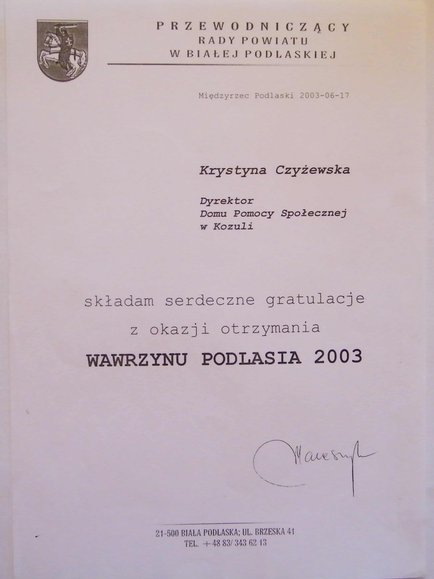 PRZEWODNICZĄCY
RADY POWIATU
W BIAŁEJ PODLASKIEJ
Międzyrzec Podlaski 2003-06-17
Krystyna Czyżewska
Dyrektor
Domu Pomocy Społecznej
w Kozuli
składam serdeczne gratulacje
z okazji otrzymania
WAWRZYNU PODLASIA 2003
21-500 BIAŁA PODLASKA; UL. BRZESKA 41
TEL. +48 83/ 343 62 13